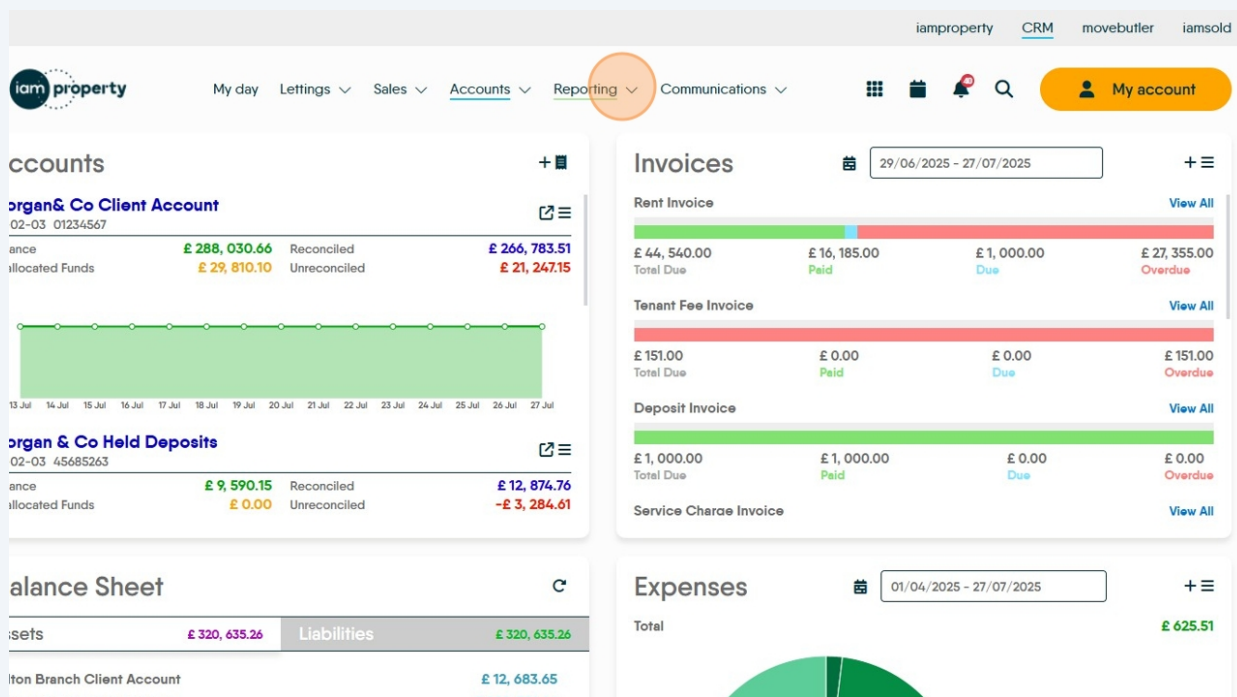 iamproperty CRM movebutler iamsold
iam property My day Lettings Sales Accounts Reporting Communications 40 My account
ccounts
organ& Co Client Account
02-03 01234567
ance £ 288, 030.66 Reconciled £ 266, 783.51
allocated Funds £ 29, 810.10 Unreconciled £ 21, 247.15
13 Jul 14 Jul 15 Jul 16 Jul 17 Jul 18 Jul 19 Jul 20 Jul 21 Jul 22 Jul 23 Jul 24 Jul 25 Jul 26 Jul 27 Jul
organ & Co Held Deposits
02-03 45685263
ance £ 9, 590.15 Reconciled £ 12, 874.76
allocated Funds £ 0.00 Unreconciled -£ 3, 284.61
Invoices 29/06/2025 - 27/07/2025
Rent Invoice View All
£ 44, 540.00 £ 16, 185.00 £ 1, 000.00 £ 27, 355.00
Total Due Paid Due Overdue
Tenant Fee Invoice View All
£ 151.00 £ 0.00 £ 0.00 £ 151.00
Total Due Paid Due Overdue
Deposit Invoice View All
£ 1, 000.00 £ 1, 000.00 £ 0.00 £ 0.00
Total Due Paid Due Overdue
Service Charge Invoice View All
alance Sheet
ssets £ 320, 635.26 Liabilities £ 320, 635.26
lton Branch Client Account £ 12, 683.65
Expenses 01/04/2025 - 27/07/2025
Total £ 625.51